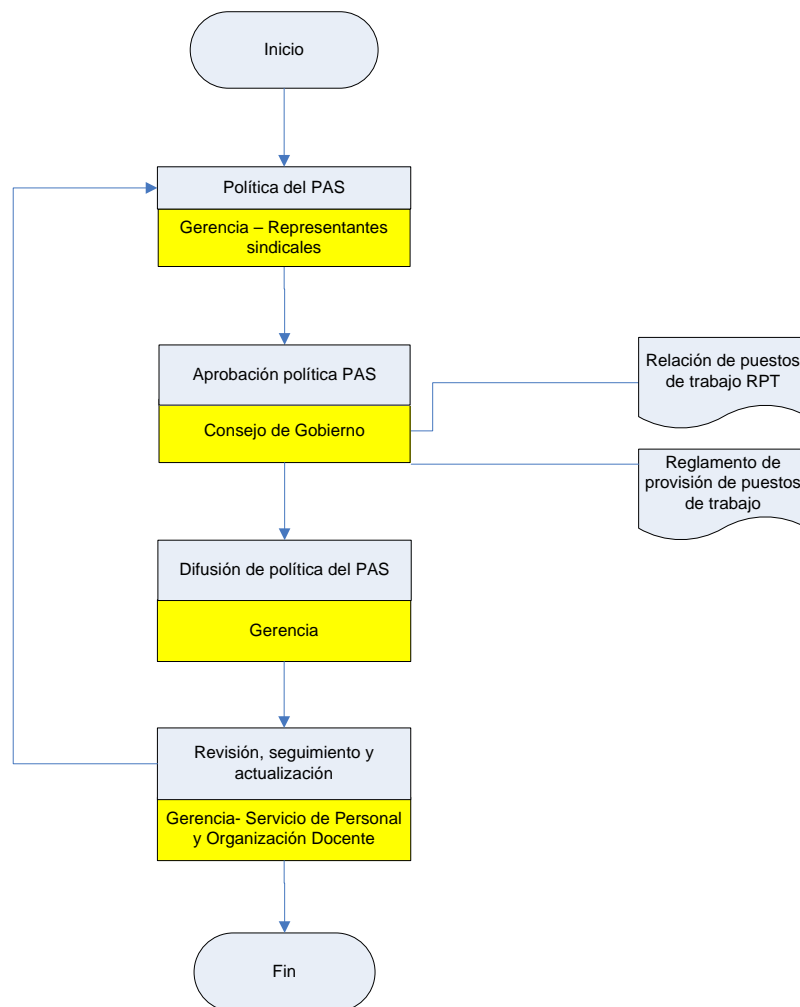 Inicio
Política del PAS
Gerencia – Representantes
sindicales
Aprobación política PAS
Consejo de Gobierno
Relación de puestos
de trabajo RPT
Reglamento de
provisión de puestos
de trabajo
Difusión de política del PAS
Gerencia
Revisión, seguimiento y
actualización
Gerencia- Servicio de Personal
y Organización Docente
Fin